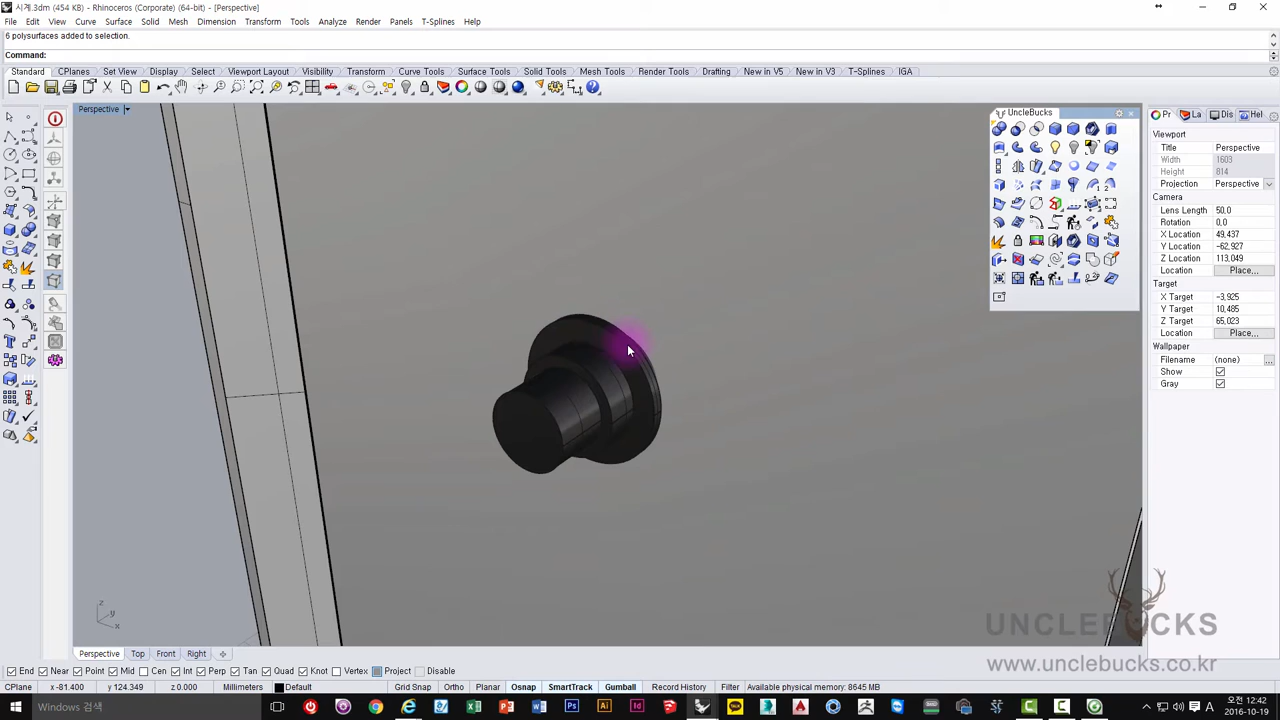 시계.3dm (454 KB) - Rhinoceros (Corporate) (64-bit) - [Perspective]
File Edit View Curve Surface Solid Mesh Dimension Transform Tools Analyze Render Panels T-Splines Help
6 polysurfaces added to selection.
Command:
Standard CPlanes Set View Display Select Viewport Layout Visibility Transform Curve Tools Surface Tools Solid Tools Mesh Tools Render Tools Drafting New in V5 New in V3 T-Splines IGA
Perspective
UncleBucks
Pr La Dis Hel
Viewport
Title Perspective
Width 1603
Height 814
Projection Perspective
Camera
Lens Length 50.0
Rotation 0.0
X Location 49.437
Y Location -62.927
Z Location 113.049
Location Place...
Target
X Target -3.925
Y Target 10.485
Z Target 65.023
Location Place...
Wallpaper
Filename (none) ...
Show
Gray
z
y
x
UNCLEBUCKS
www.unclebucks.co.kr
Perspective Top Front Right
End Near Point Mid Cen Int Perp Tan Quad Knot Vertex Project Disable
CPlane x -81.400 y 124.349 z 0.000 Millimeters Default Grid Snap Ortho Planar Osnap SmartTrack Gumball Record History Filter Available physical memory: 8645 MB
Windows 검색
A 오전 12:42
2016-10-19